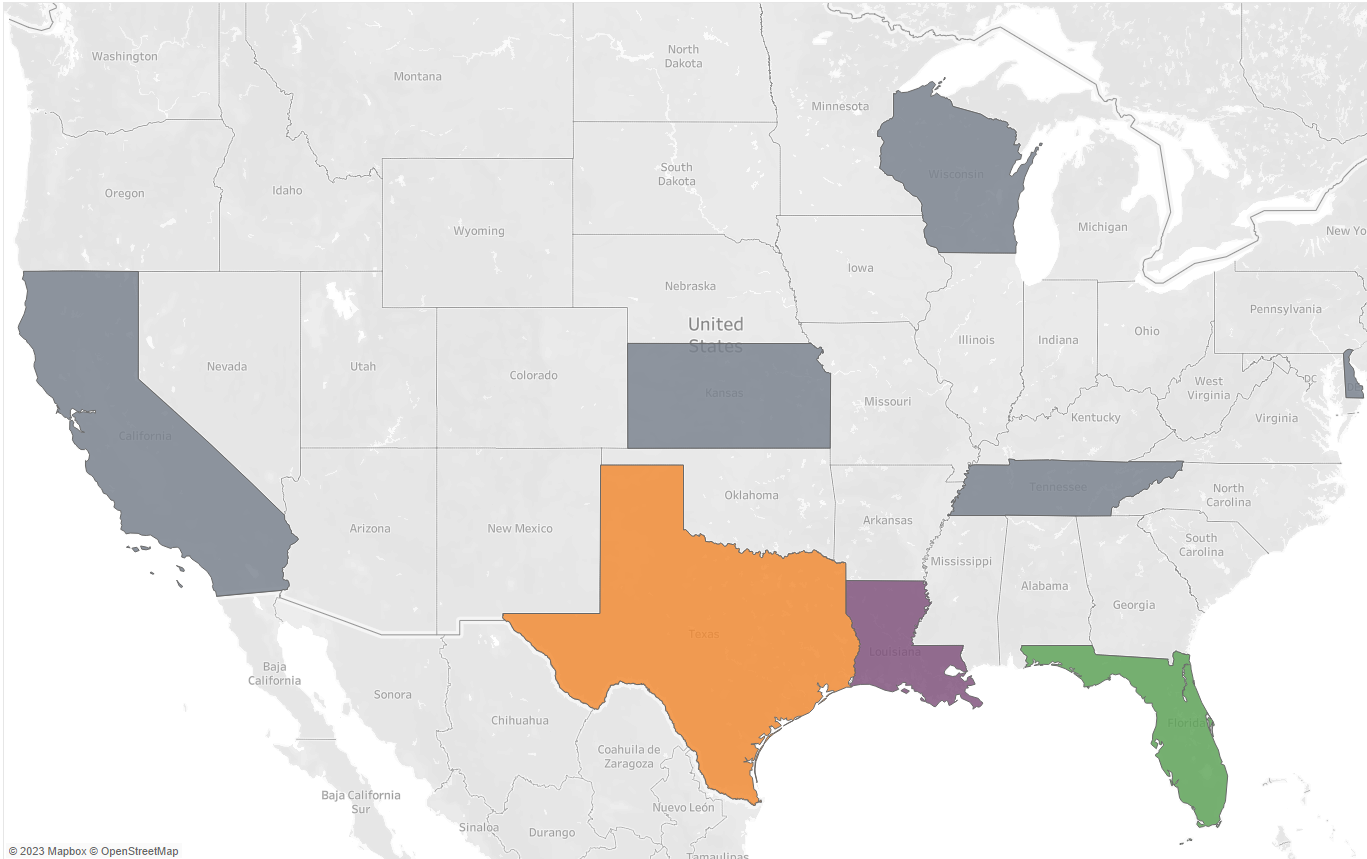 Washington
Montana
North
Dakota
Minnesota
Oregon
Idaho
South
Dakota
Wisconsin
Wyoming
Michigan
New Yo
Iowa
Nebraska
United
States
Pennsylvania
Nevada
Utah
Colorado
Kansas
Illinois
Indiana
Ohio
Missouri
West
Virginia
DC
Kentucky
Virginia
California
Tennessee
Oklahoma
North
Carolina
Arizona
New Mexico
Arkansas
South
Carolina
Mississippi
Alabama
Georgia
Texas
Louisiana
Baja
California
Sonora
Chihuahua
Florida
Coahuila de
Zaragoza
Baja California
Sur
Nuevo León
Sinaloa
Durango
Tamaulipas
© 2023 Mapbox © OpenStreetMap